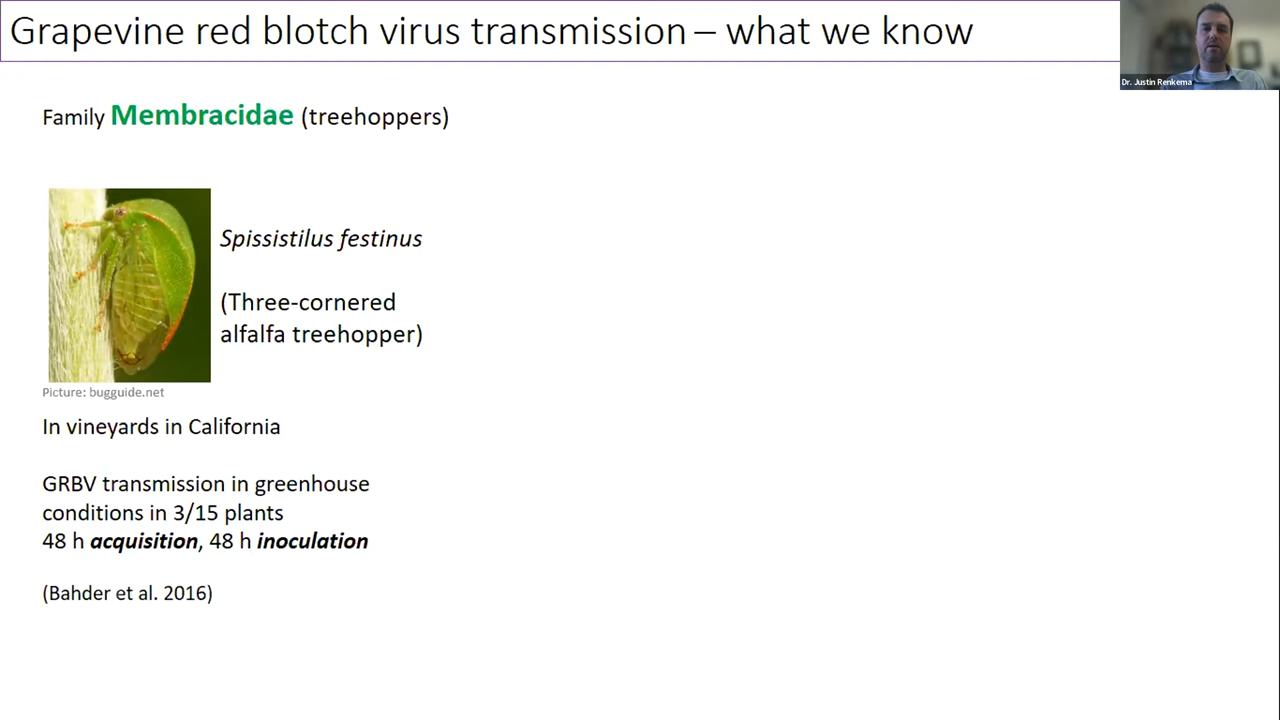 Grapevine red blotch virus transmission – what we know
Dr. Justin Renkema
Family Membracidae (treehoppers)
Spissistilus festinus
(Three-cornered
alfalfa treehopper)
Picture: bugguide.net
In vineyards in California
GRBV transmission in greenhouse
conditions in 3/15 plants
48 h acquisition, 48 h inoculation
(Bahder et al. 2016)